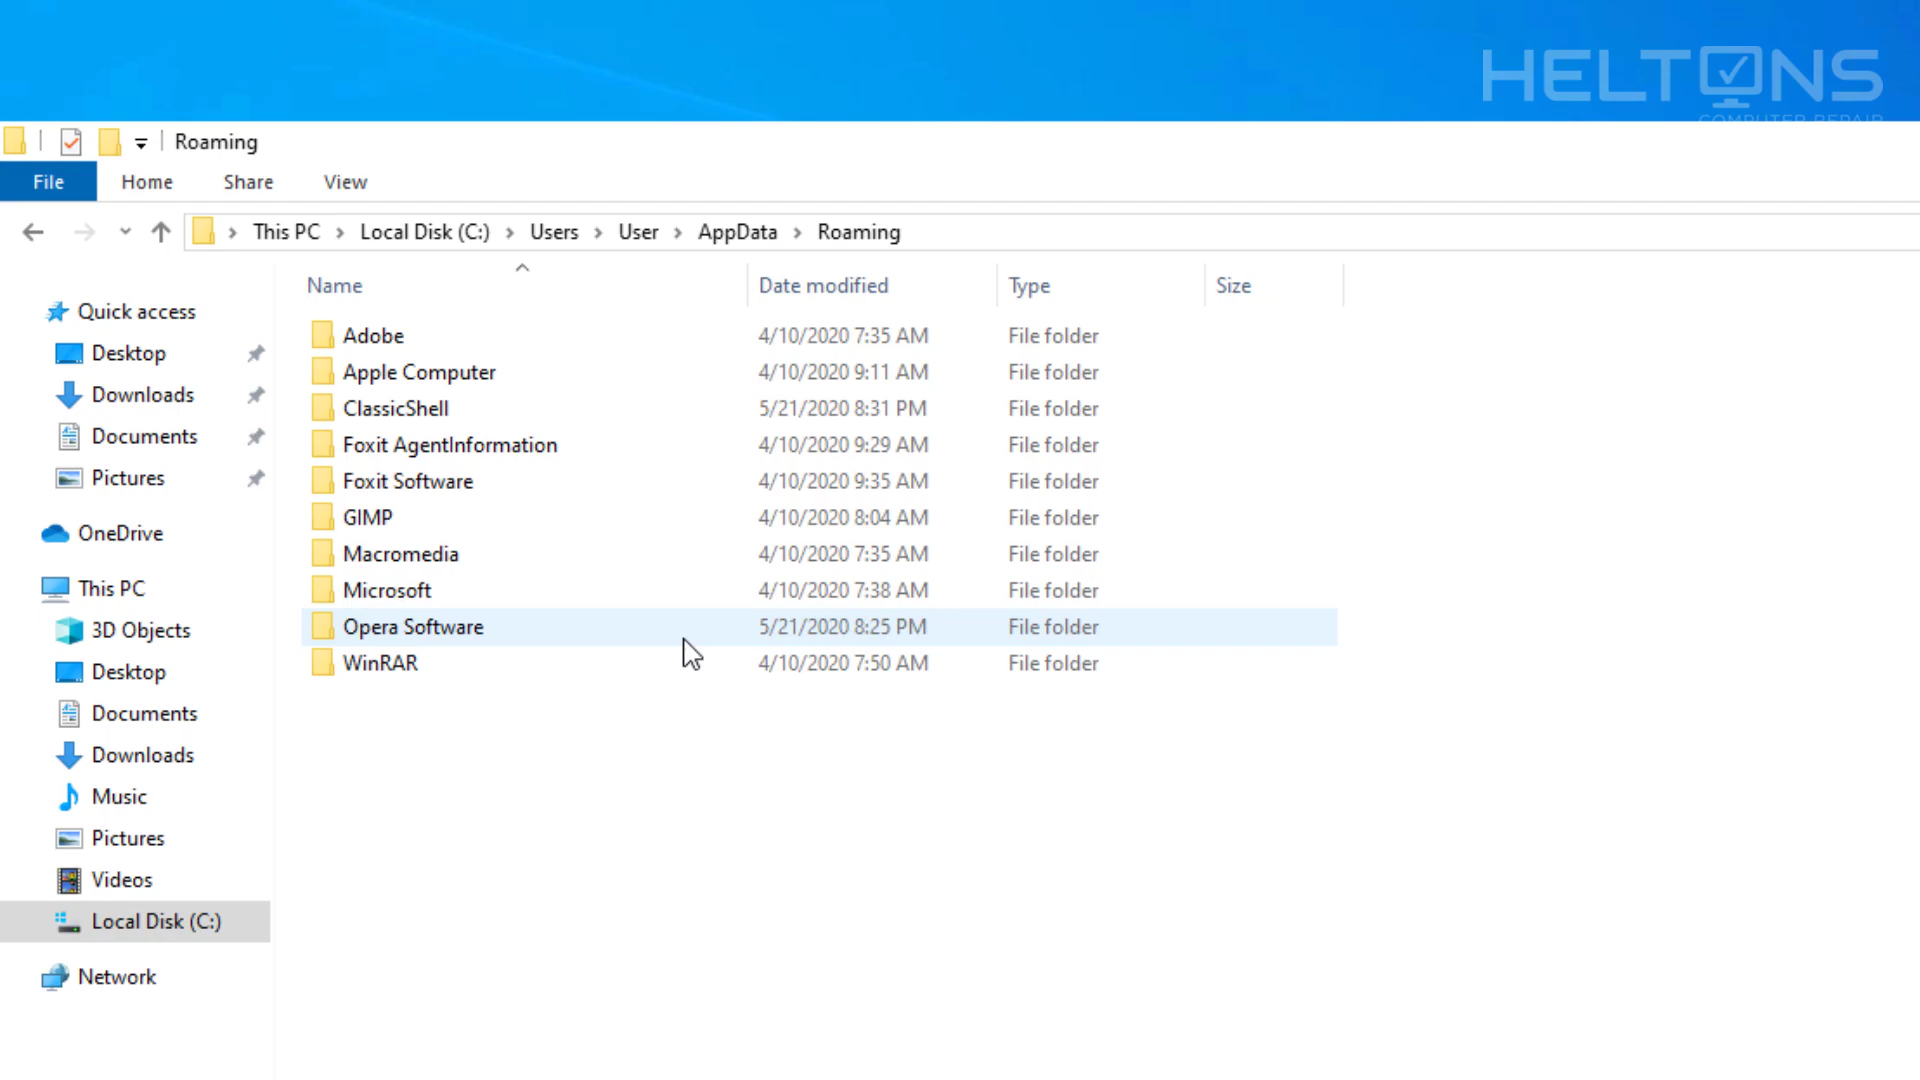 HELTONS
COMPUTER REPAIR
Roaming
File Home Share View
This PC Local Disk (C:) Users User AppData Roaming
Name Date modified Type Size
Quick access
Desktop
Downloads
Documents
Pictures
OneDrive
This PC
3D Objects
Desktop
Documents
Downloads
Music
Pictures
Videos
Local Disk (C:)
Network
Adobe 4/10/2020 7:35 AM File folder
Apple Computer 4/10/2020 9:11 AM File folder
ClassicShell 5/21/2020 8:31 PM File folder
Foxit AgentInformation 4/10/2020 9:29 AM File folder
Foxit Software 4/10/2020 9:35 AM File folder
GIMP 4/10/2020 8:04 AM File folder
Macromedia 4/10/2020 7:35 AM File folder
Microsoft 4/10/2020 7:38 AM File folder
Opera Software 5/21/2020 8:25 PM File folder
WinRAR 4/10/2020 7:50 AM File folder